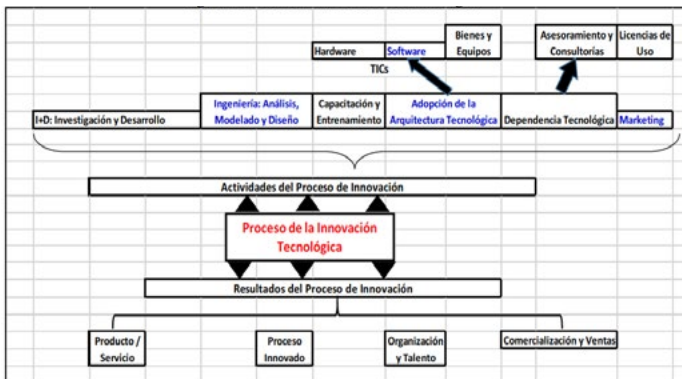 Bienes y
Equipos
Asesoramiento y
Consultorías
Licencias de
Uso
Hardware
Software
TICs
I+D: Investigación y Desarrollo
Ingeniería: Análisis,
Modelado y Diseño
Capacitación y
Entrenamiento
Adopción de la
Arquitectura Tecnológica
Dependencia Tecnológica
Marketing
Actividades del Proceso de Innovación
Proceso de la Innovación
Tecnológica
Resultados del Proceso de Innovación
Producto /
Servicio
Proceso
Innovado
Organización
y Talento
Comercialización y Ventas